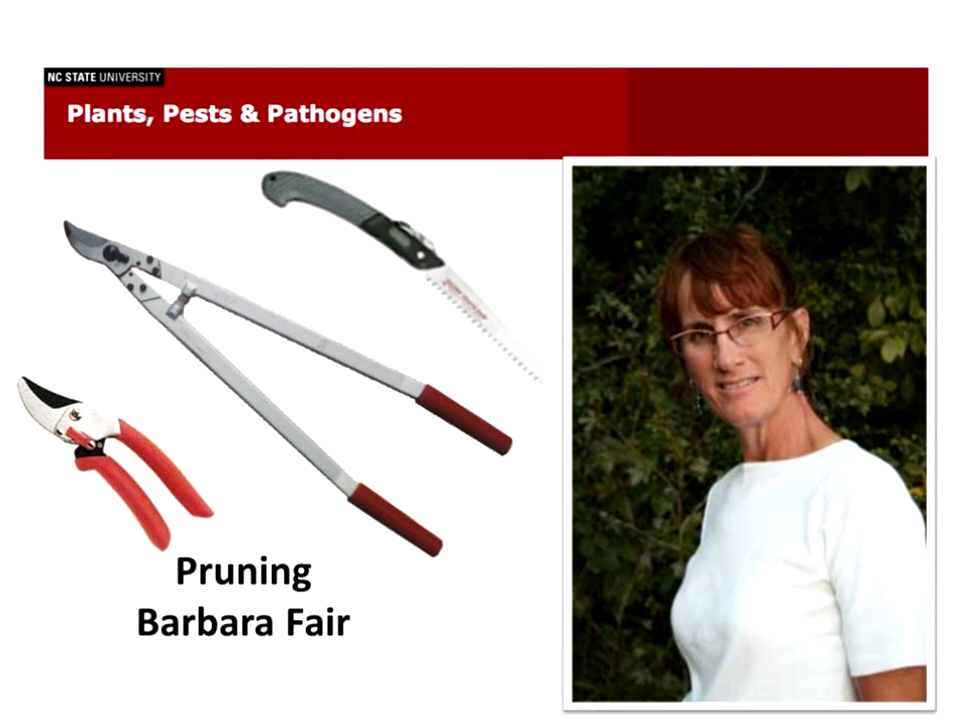 NC STATE UNIVERSITY
Plants, Pests & Pathogens
Pruning
Barbara Fair